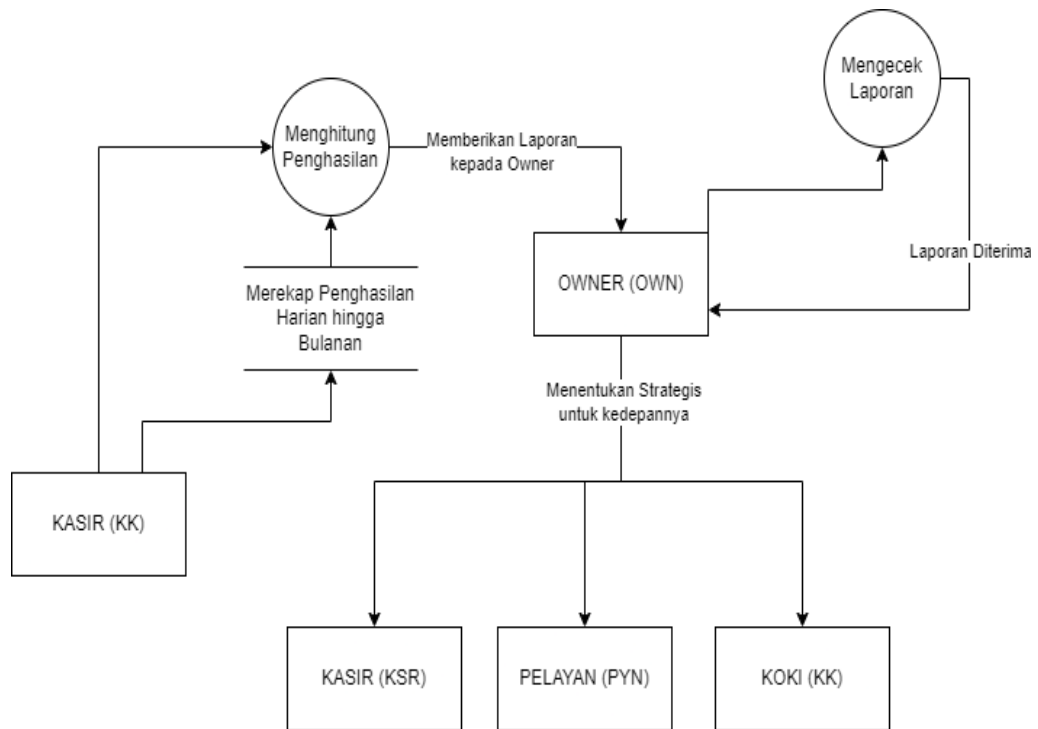 Mengecek
Laporan
Menghitung
Penghasilan
Memberikan Laporan
kepada Owner
Laporan Diterima
OWNER (OWN)
Merekap Penghasilan
Harian hingga
Bulanan
Menentukan Strategis
untuk kedepannya
KASIR (KK)
KASIR (KSR)
PELAYAN (PYN)
KOKI (KK)